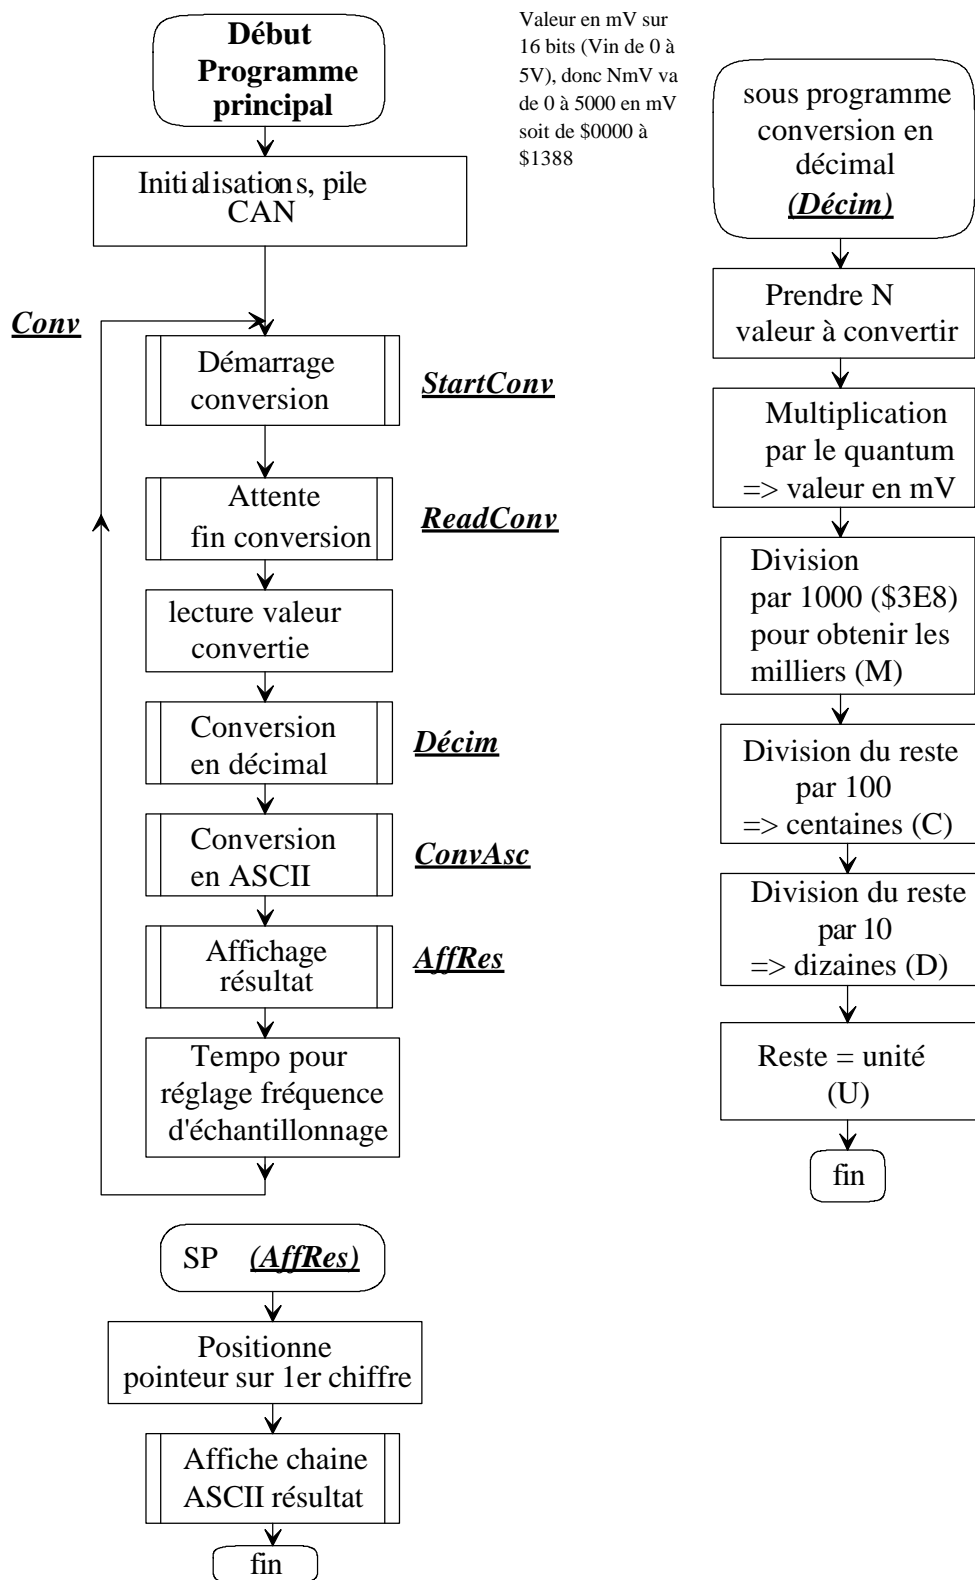 Début
Programme
principal
Initialisations, pile
CAN
Conv
Démarrage
conversion
StartConv
Attente
fin conversion
ReadConv
lecture valeur
convertie
Conversion
en décimal
Décim
Conversion
en ASCII
ConvAsc
Affichage
résultat
AffRes
Tempo pour
réglage fréquence
d'échantillonnage
SP (AffRes)
Positionne
pointeur sur 1er chiffre
Affiche chaine
ASCII résultat
fin
Valeur en mV sur
16 bits (Vin de 0 à
5V), donc NmV va
de 0 à 5000 en mV
soit de $0000 à
$1388
sous programme
conversion en
décimal
(Décim)
Prendre N
valeur à convertir
Multiplication
par le quantum
=> valeur en mV
Division
par 1000 ($3E8)
pour obtenir les
milliers (M)
Division du reste
par 100
=> centaines (C)
Division du reste
par 10
=> dizaines (D)
Reste = unité
(U)
fin